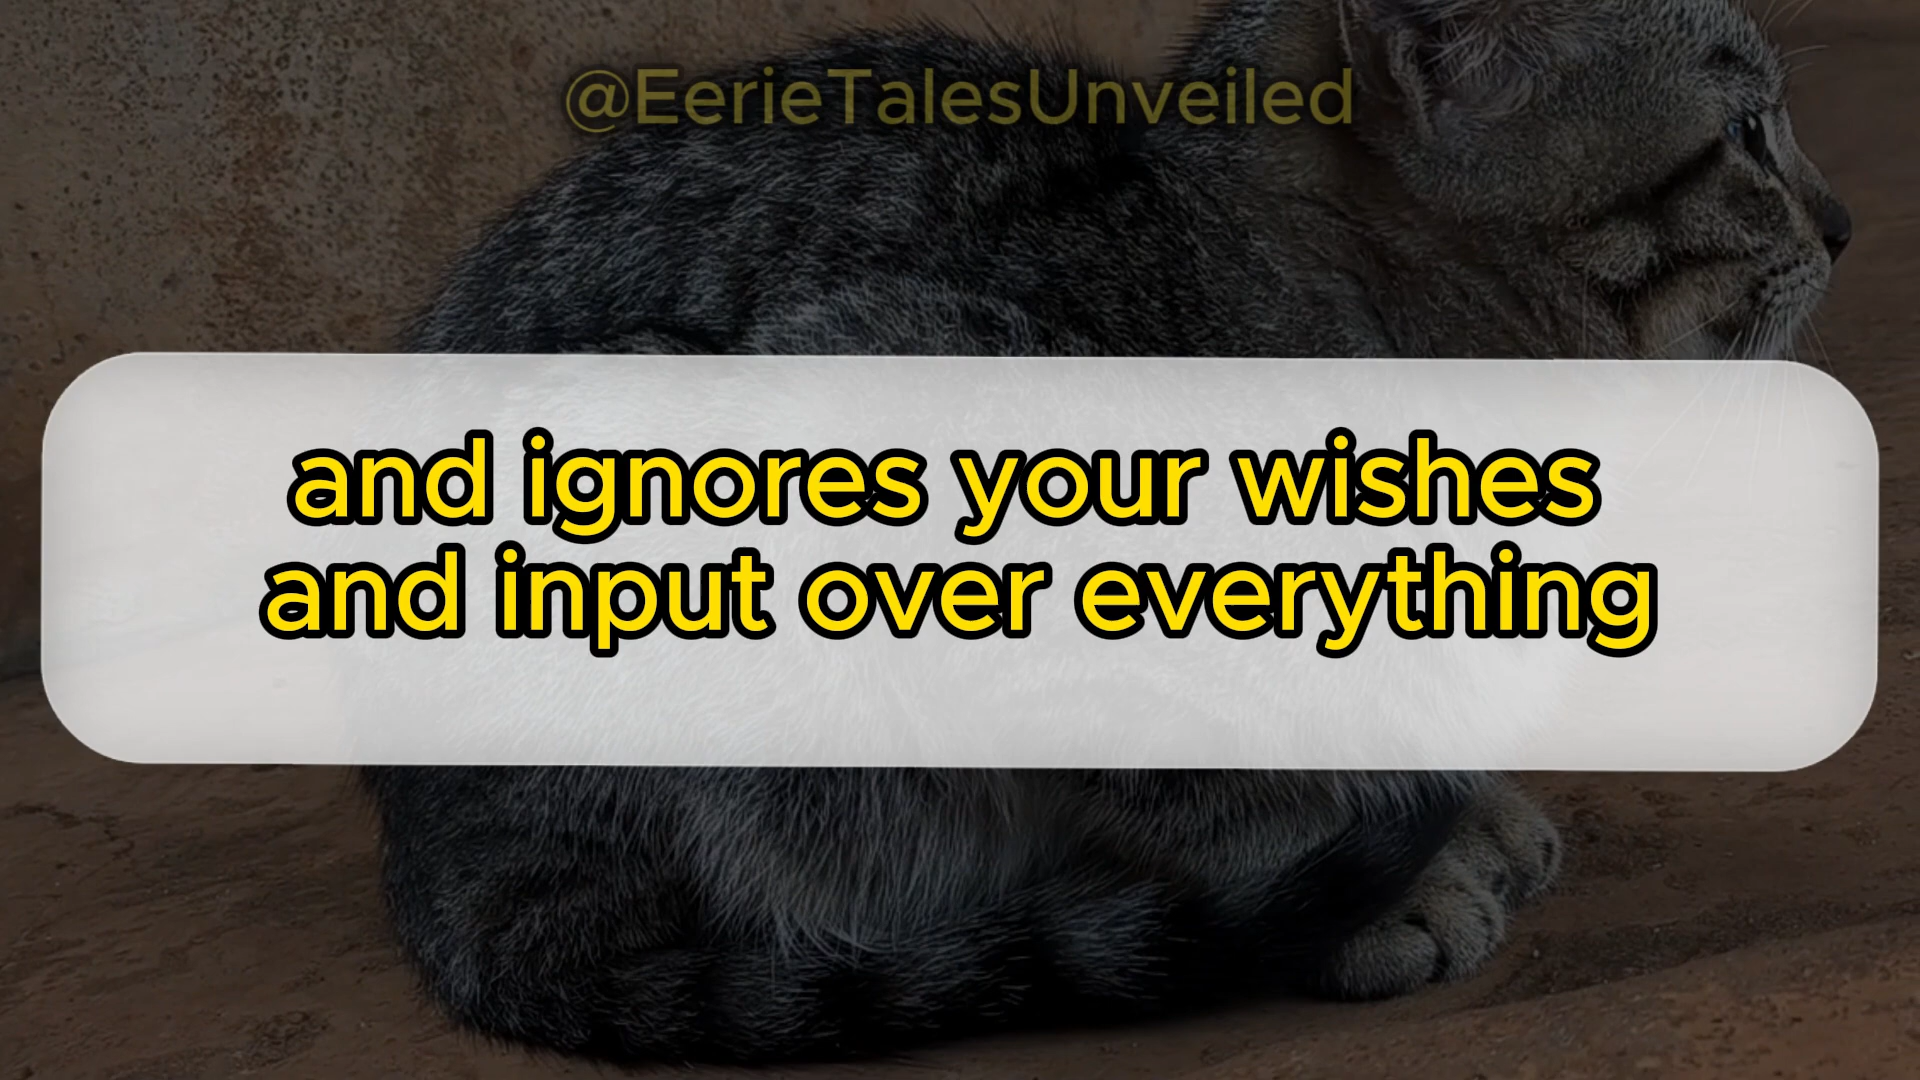 @EerieTalesUnveiled
and ignores your wishes
and input over everything